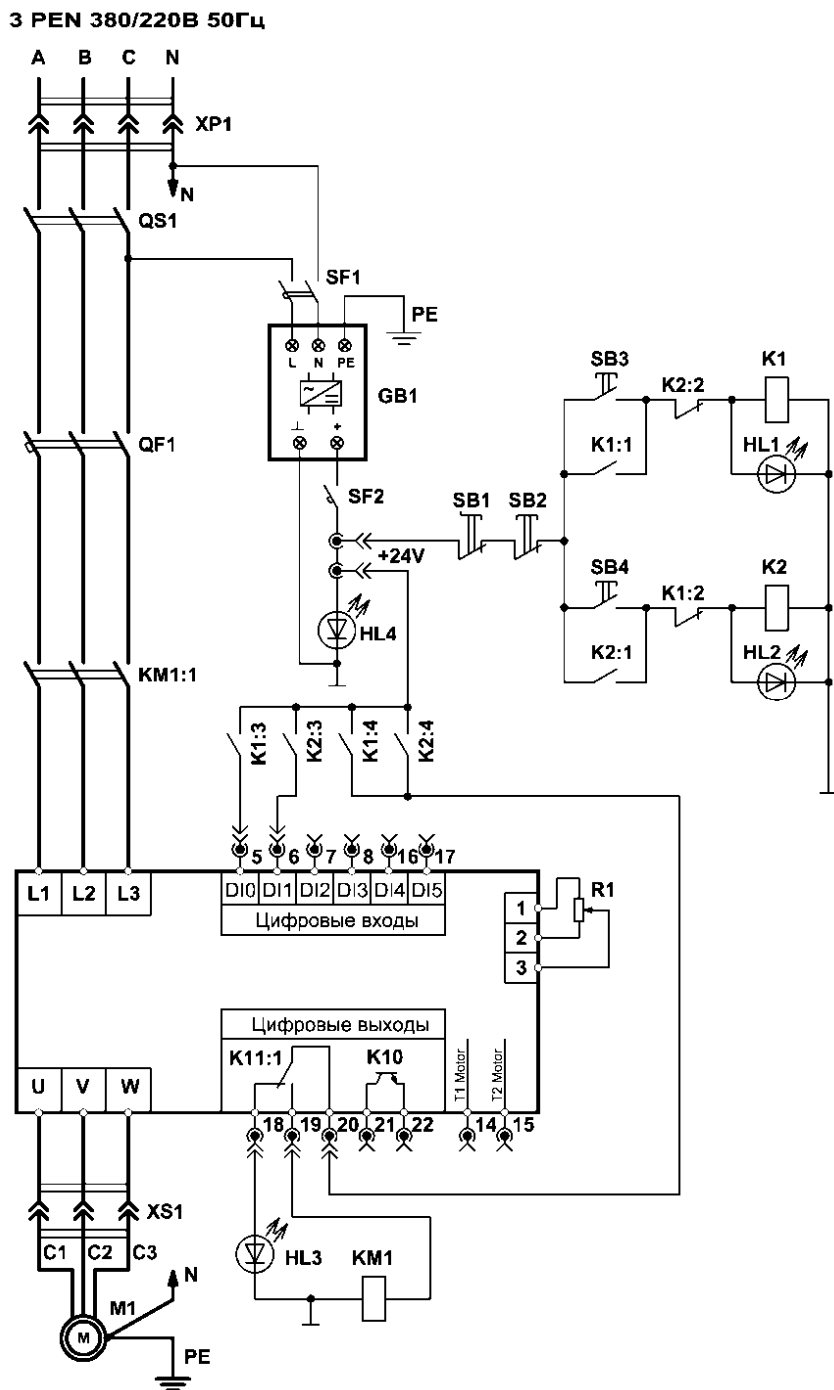 3 PEN 380/220В 50Гц
A B C N
XP1
N
QS1
SF1
PE
L N PE
GB1
⊥ +
SB3 K2:2 K1
K1:1 HL1
QF1
SF2
SB1 SB2
+24V
SB4 K1:2 K2
HL4
K2:1 HL2
KM1:1
K1:3 K2:3 K1:4 K2:4
5 6 7 8 16 17
L1 L2 L3
DI0 DI1 DI2 DI3 DI4 DI5
Цифровые входы
1
2
3
R1
Цифровые выходы
K11:1 K10
T1 Motor T2 Motor
U V W
18 19 20 21 22 14 15
XS1
C1 C2 C3
HL3 KM1
N
M1
M
PE